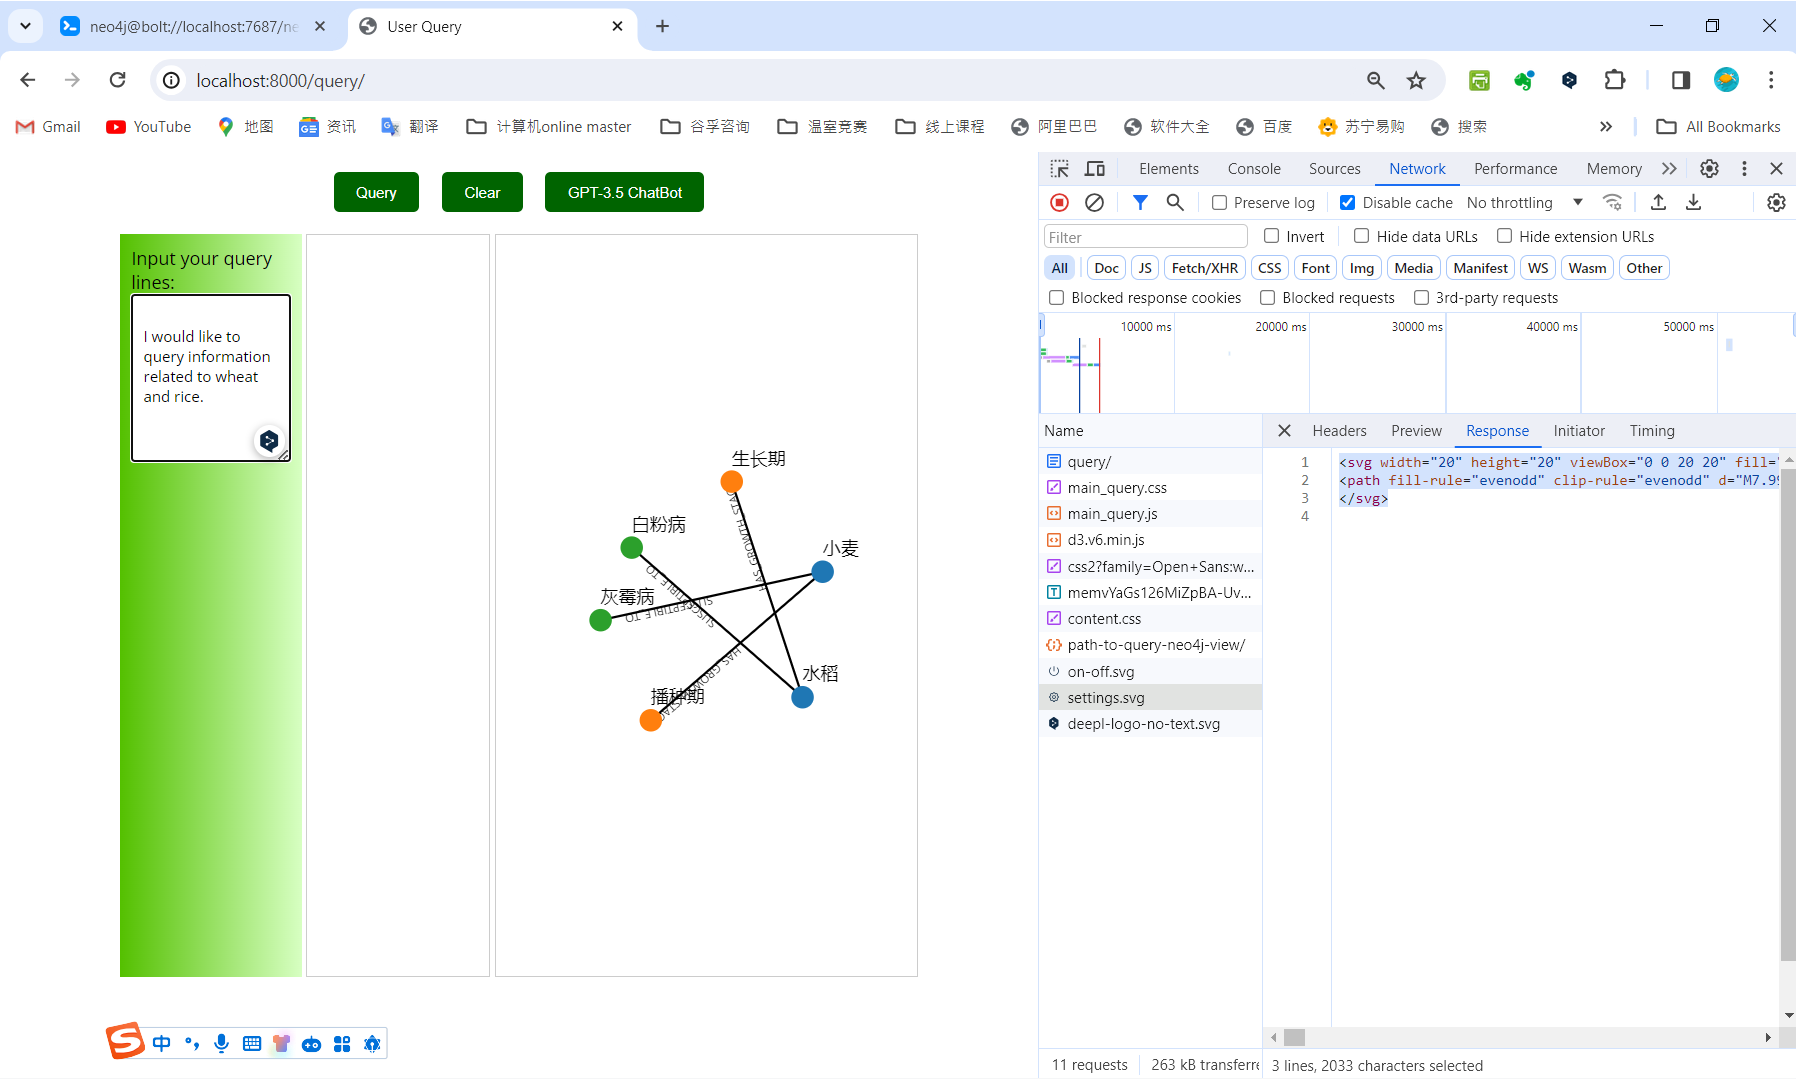 neo4j@bolt://localhost:7687/ne
User Query
localhost:8000/query/
Gmail
YouTube
地图
资讯
翻译
计算机online master
谷孚咨询
温室竞赛
线上课程
阿里巴巴
软件大全
百度
苏宁易购
搜索
All Bookmarks
Query
Clear
GPT-3.5 ChatBot
Input your query
lines:
I would like to
query information
related to wheat
and rice.
生长期
HAS_GROWTH_STAG
白粉病
SUSCEPTIBLE_TO
小麦
灰霉病
SUSCEPTIBLE_TO
水稻
播种期
中
Elements
Console
Sources
Network
Performance
Memory
Preserve log
Disable cache
No throttling
Filter
Invert
Hide data URLs
Hide extension URLs
All
Doc
JS
Fetch/XHR
CSS
Font
Img
Media
Manifest
WS
Wasm
Other
Blocked response cookies
Blocked requests
3rd-party requests
10000 ms
20000 ms
30000 ms
40000 ms
50000 ms
Name
query/
main_query.css
main_query.js
d3.v6.min.js
css2?family=Open+Sans:w...
memvYaGs126MiZpBA-Uv...
content.css
path-to-query-neo4j-view/
on-off.svg
settings.svg
deepl-logo-no-text.svg
11 requests
263 kB transferre
Headers
Preview
Response
Initiator
Timing
1 <svg width="20" height="20" viewBox="0 0 20 20" fill="
2 <path fill-rule="evenodd" clip-rule="evenodd" d="M7.99
3 </svg>
4
3 lines, 2033 characters selected